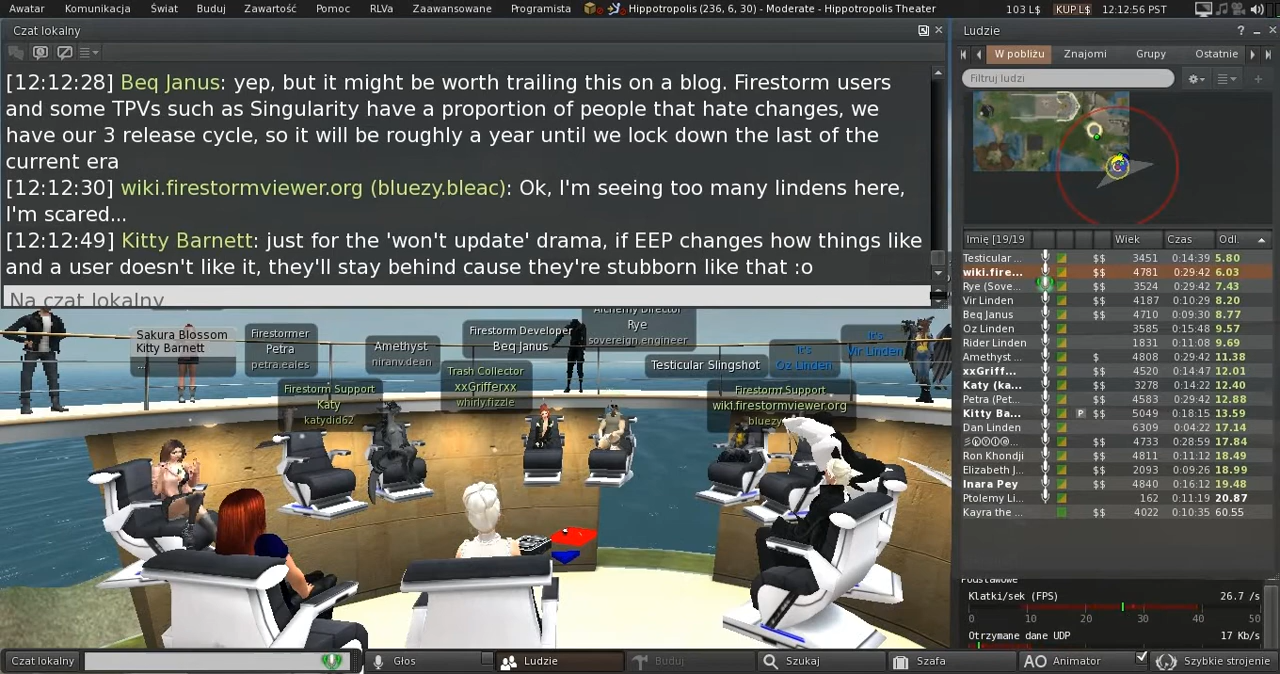 Awatar Komunikacja Świat Buduj Zawartość Pomoc RLVa Zaawansowane Programista Hippotropolis (236, 6, 30) - Moderate - Hippotropolis Theater 103 L$ KUP L$ 12:12:56 PST
Czat lokalny
[12:12:28] Beq Janus: yep, but it might be worth trailing this on a blog. Firestorm users
and some TPVs such as Singularity have a proportion of people that hate changes, we
have our 3 release cycle, so it will be roughly a year until we lock down the last of the
current era
[12:12:30] wiki.firestormviewer.org (bluezy.bleac): Ok, I'm seeing too many lindens here,
I'm scared...
[12:12:49] Kitty Barnett: just for the 'won't update' drama, if EEP changes how things like
and a user doesn't like it, they'll stay behind cause they're stubborn like that :o
Na czat lokalny
Sakura Blossom
Kitty Barnett
...
Firestormer
Petra
petra.eales
Amethyst
niranv.dean
Firestorm Developer
Beq Janus
Alchemy Director
Rye
sovereign.engineer
It's
Vir Linden
It's
Oz Linden
Testicular Slingshot
Trash Collector
xxGrifferxx
whirly.fizzle
Firestorm Support
Katy
katydid62
Firestorm Support
wiki.firestormviewer.org
Ludzie
W pobliżu Znajomi Grupy Ostatnie
Filtruj ludzi
Imię [19/19 Wiek Czas Odl.
Testicular ... $$ 3451 0:14:39 5.80
wiki.fire... $$ 4781 0:29:42 6.03
Rye (Sove... $$ 3524 0:29:42 7.43
Vir Linden $$ 4187 0:10:29 8.20
Beq Janus $$ 4710 0:09:30 8.77
Oz Linden 3585 0:15:48 9.57
Rider Linden 1831 0:11:08 9.69
Amethyst ... $ 4808 0:29:42 11.38
xxGriff... $$ 4520 0:14:47 12.01
Katy (ka... $$ 3278 0:14:22 12.40
Petra (Pet... $$ 4583 0:29:42 12.88
Kitty Ba... P $$ 5049 0:18:15 13.59
Dan Linden 6309 0:04:22 17.14
$$ 4733 0:28:59 17.84
Ron Khondji $$ 4811 0:11:12 18.49
Elizabeth J... $$ 2093 0:09:26 18.99
Inara Pey $$ 4840 0:16:12 19.48
Ptolemy Li... 162 0:11:19 20.87
Kayra the ... $$ 4022 0:10:35 60.55
Podstawowe
Klatki/sek (FPS) 26.7 /s
0 10 20 30 40 50
Otrzymane dane UDP 17 Kb/s
Czat lokalny Głos Ludzie Buduj Szukaj Szafa AO Animator Szybkie strojenie